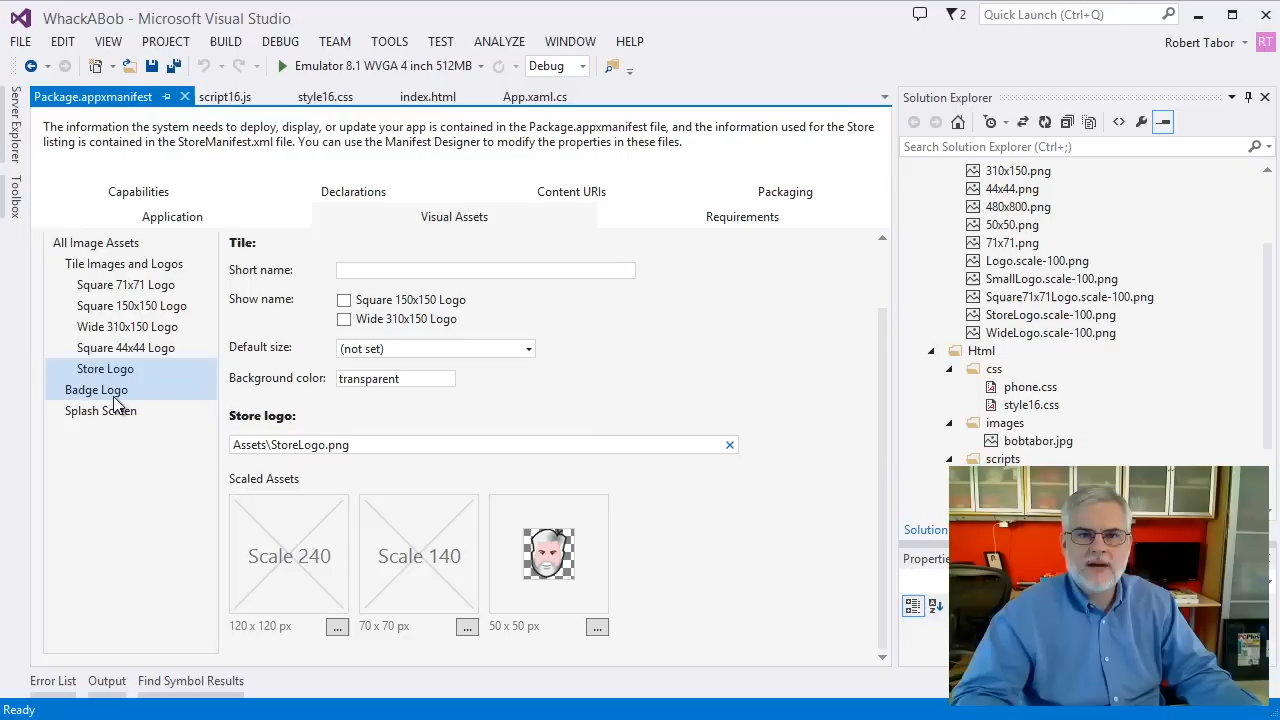 WhackABob - Microsoft Visual Studio
2
Quick Launch (Ctrl+Q)
FILE EDIT VIEW PROJECT BUILD DEBUG TEAM TOOLS TEST ANALYZE WINDOW HELP
Robert Tabor
RT
Emulator 8.1 WVGA 4 inch 512MB
Debug
Server Explorer
Toolbox
Package.appxmanifest script16.js style16.css index.html App.xaml.cs
The information the system needs to deploy, display, or update your app is contained in the Package.appxmanifest file, and the information used for the Store
listing is contained in the StoreManifest.xml file. You can use the Manifest Designer to modify the properties in these files.
Capabilities Declarations Content URIs Packaging
Application Visual Assets Requirements
All Image Assets
Tile Images and Logos
Square 71x71 Logo
Square 150x150 Logo
Wide 310x150 Logo
Square 44x44 Logo
Store Logo
Badge Logo
Splash Screen
Tile:
Short name:
Show name:
Square 150x150 Logo
Wide 310x150 Logo
Default size: (not set)
Background color: transparent
Store logo:
Assets\StoreLogo.png
Scaled Assets
Scale 240
Scale 140
120 x 120 px ...
70 x 70 px ...
50 x 50 px ...
Solution Explorer
Search Solution Explorer (Ctrl+;)
310x150.png
44x44.png
480x800.png
50x50.png
71x71.png
Logo.scale-100.png
SmallLogo.scale-100.png
Square71x71Logo.scale-100.png
StoreLogo.scale-100.png
WideLogo.scale-100.png
Html
css
phone.css
style16.css
images
bobtabor.jpg
scripts
Solution
Properti
Error List Output Find Symbol Results
Ready